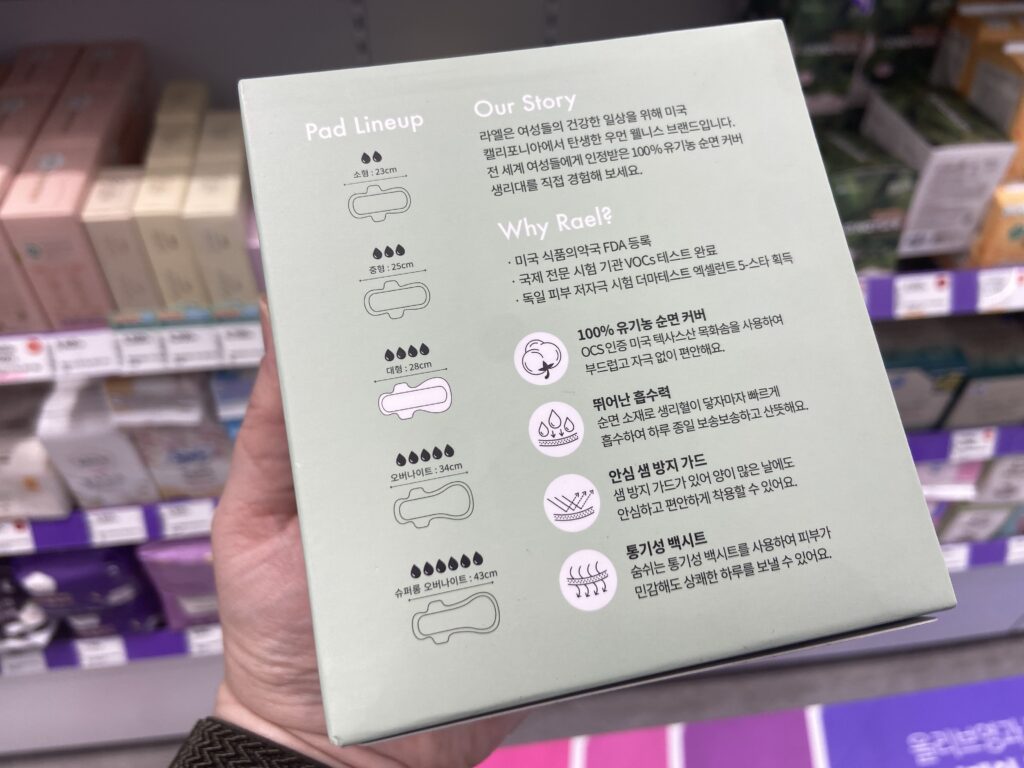 Pad Lineup
소형 : 23cm
중형 : 25cm
대형 : 28cm
오버나이트 : 34cm
슈퍼롱 오버나이트 : 43cm
Our Story
라엘은 여성들의 건강한 일상을 위해 미국
캘리포니아에서 탄생한 우먼 웰니스 브랜드입니다.
전 세계 여성들에게 인정받은 100% 유기농 순면 커버
생리대를 직접 경험해 보세요.
Why Rael?
· 미국 식품의약국 FDA 등록
· 국제 전문 시험 기관 VOCs 테스트 완료
· 독일 피부 저자극 시험 더마테스트 엑셀런트 5-스타 획득
100% 유기농 순면 커버
OCS 인증 미국 텍사스산 목화솜을 사용하여
부드럽고 자극 없이 편안해요.
뛰어난 흡수력
순면 소재로 생리혈이 닿자마자 빠르게
흡수하여 하루 종일 보송보송하고 산뜻해요.
안심 샘 방지 가드
샘 방지 가드가 있어 양이 많은 날에도
안심하고 편안하게 착용할 수 있어요.
통기성 백시트
숨쉬는 통기성 백시트를 사용하여 피부가
민감해도 상쾌한 하루를 보낼 수 있어요.
올리브영과